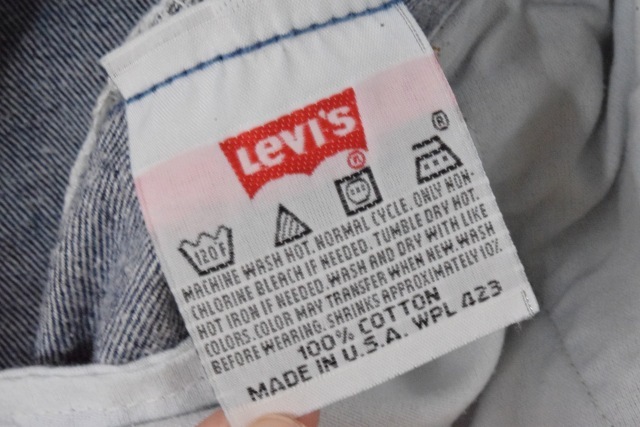 Levi's
®
®
120F
MACHINE WASH HOT NORMAL CYCLE. ONLY NON-
CHLORINE BLEACH IF NEEDED. TUMBLE DRY HOT.
HOT IRON IF NEEDED. WASH AND DRY WITH LIKE
COLORS. COLOR MAY TRANSFER WHEN NEW. WASH
BEFORE WEARING. SHRINKS APPROXIMATELY 10%
100% COTTON
MADE IN U.S.A. WPL 423